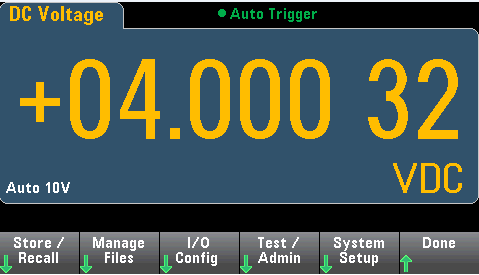 DC Voltage
Auto Trigger
+04.000 32
VDC
Auto 10V
Store / Recall
Manage Files
I/O Config
Test / Admin
System Setup
Done